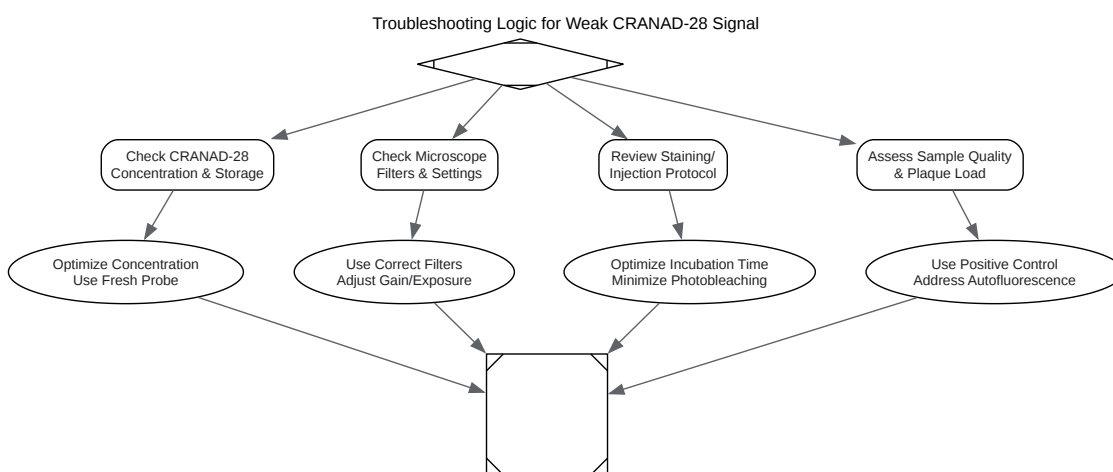 Troubleshooting Logic for Weak CRANAD-28 Signal
Check CRANAD-28
Concentration & Storage
Check Microscope
Filters & Settings
Review Staining/
Injection Protocol
Assess Sample Quality
& Plaque Load
Optimize Concentration
Use Fresh Probe
Use Correct Filters
Adjust Gain/Exposure
Optimize Incubation Time
Minimize Photobleaching
Use Positive Control
Address Autofluorescence